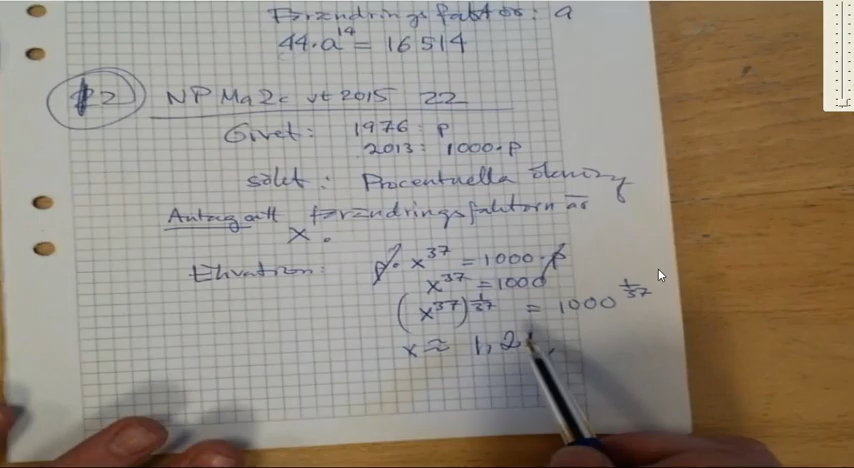 Förändringsfaktor: a
44·a¹⁹ = 16514
2 NP Ma2c vt 2015 22
Givet: 1976: p
2013: 1000·p
sökt: Procentuella ökning
Antag att förändringsfaktorn är
x.
Ekvation: p·x³⁷ = 1000·p
x³⁷ = 1000
(x³⁷)^(1/37) = 1000^(1/37)
x ≈ 1,2